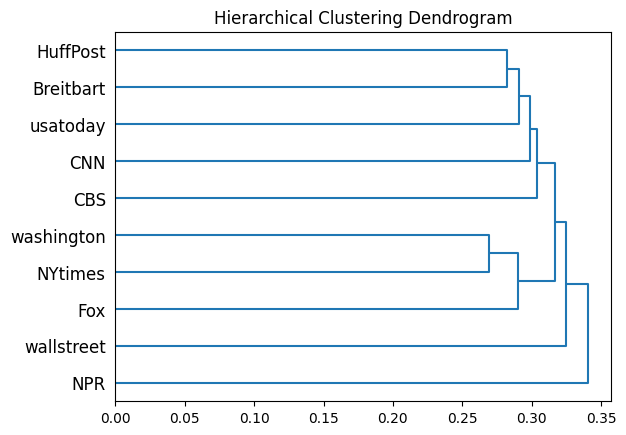 Hierarchical Clustering Dendrogram
HuffPost
Breitbart
usatoday
CNN
CBS
washington
NYtimes
Fox
wallstreet
NPR
0.00 0.05 0.10 0.15 0.20 0.25 0.30 0.35